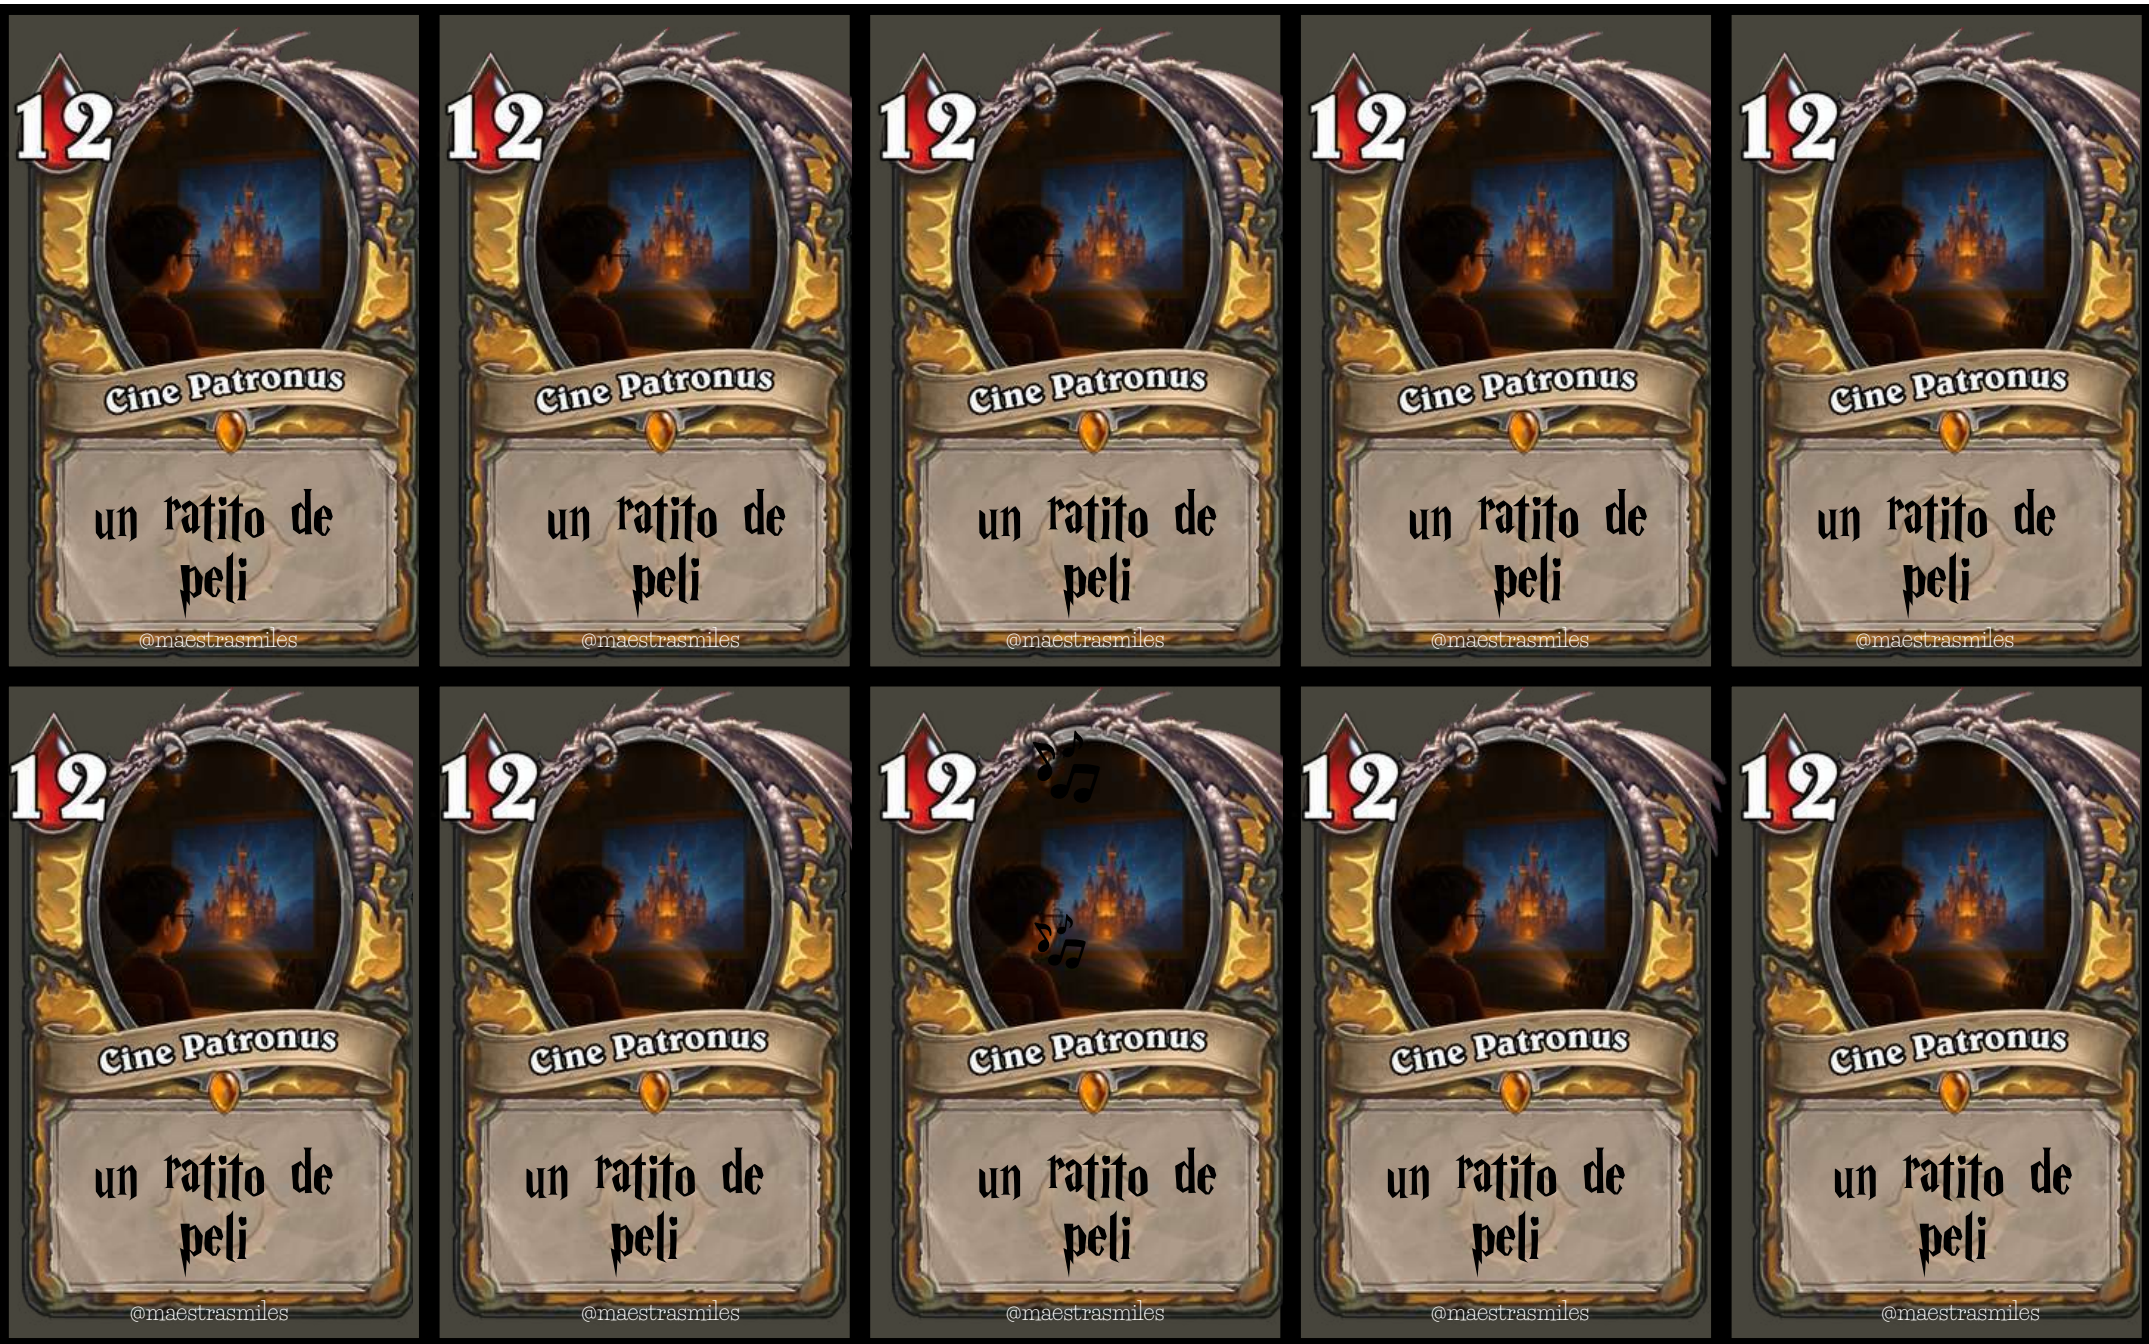 12
12
12
12
12
Cine Patronus
Cine Patronus
Cine Patronus
Cine Patronus
Cine Patronus
un ratito de
peli
un ratito de
peli
un ratito de
peli
un ratito de
peli
un ratito de
peli
@maestrasmiles
@maestrasmiles
@maestrasmiles
@maestrasmiles
@maestrasmiles
12
12
12
12
12
Cine Patronus
Cine Patronus
Cine Patronus
Cine Patronus
Cine Patronus
un ratito de
peli
un ratito de
peli
un ratito de
peli
un ratito de
peli
un ratito de
peli
@maestrasmiles
@maestrasmiles
@maestrasmiles
@maestrasmiles
@maestrasmiles